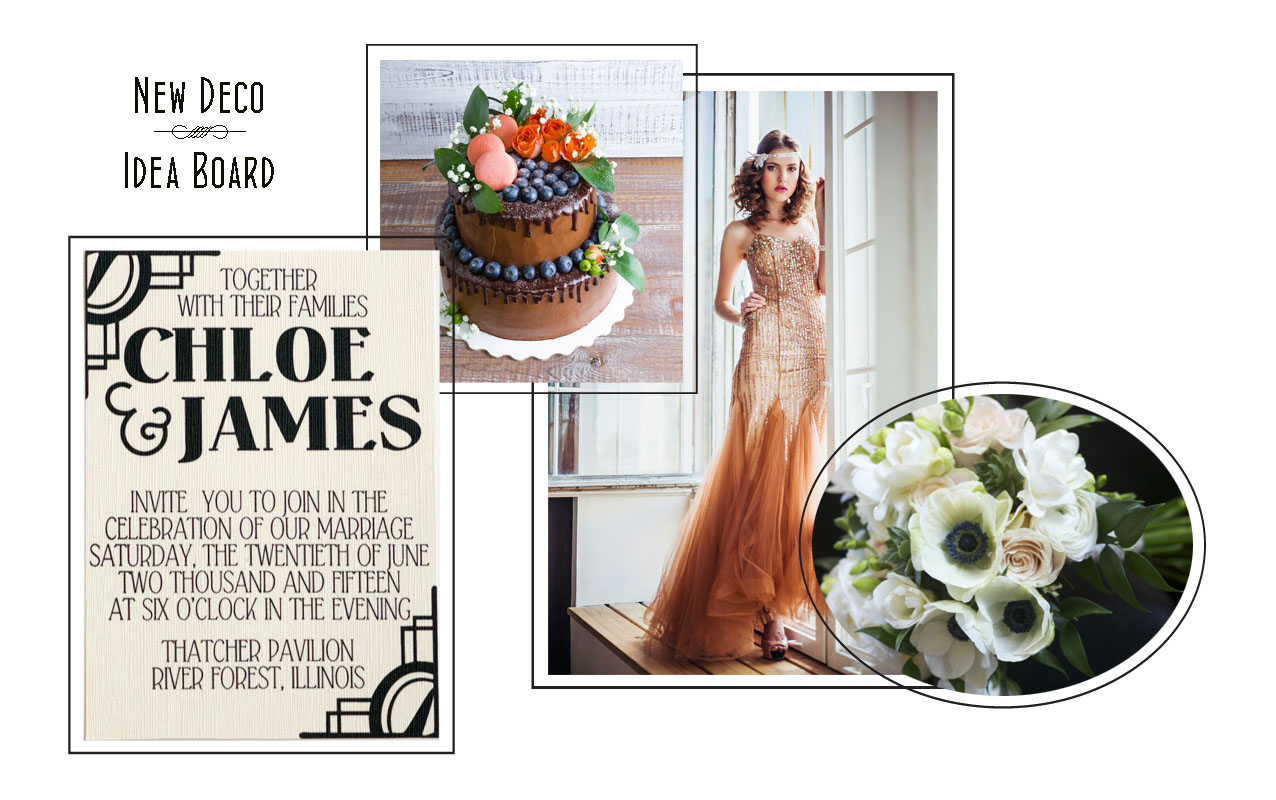 New Deco
Idea Board
TOGETHER
WITH THEIR FAMILIES
CHLOE
& JAMES
INVITE YOU TO JOIN IN THE
CELEBRATION OF OUR MARRIAGE
SATURDAY, THE TWENTIETH OF JUNE
TWO THOUSAND AND FIFTEEN
AT SIX O'CLOCK IN THE EVENING
THATCHER PAVILION
RIVER FOREST, ILLINOIS